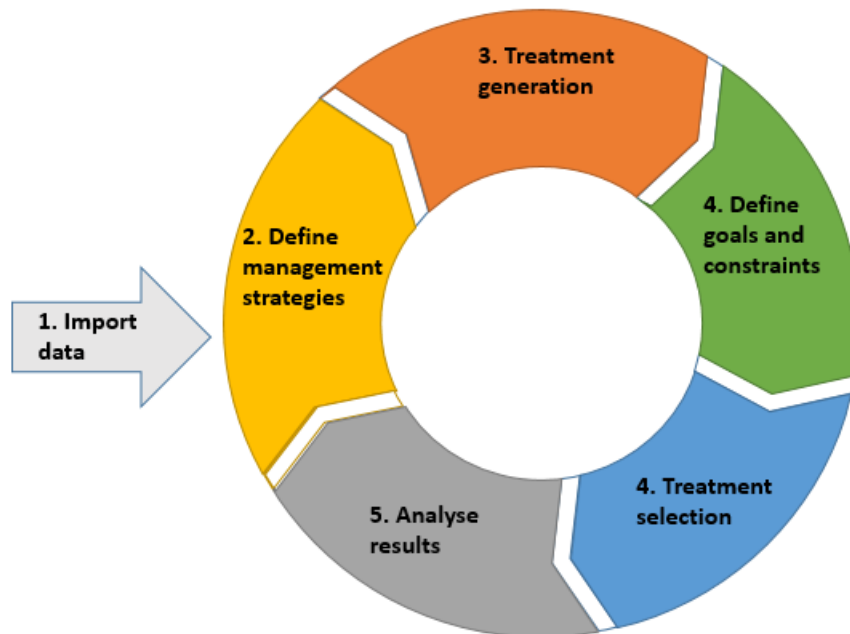 1. Import
data
2. Define
management
strategies
3. Treatment
generation
4. Define
goals and
constraints
4. Treatment
selection
5. Analyse
results